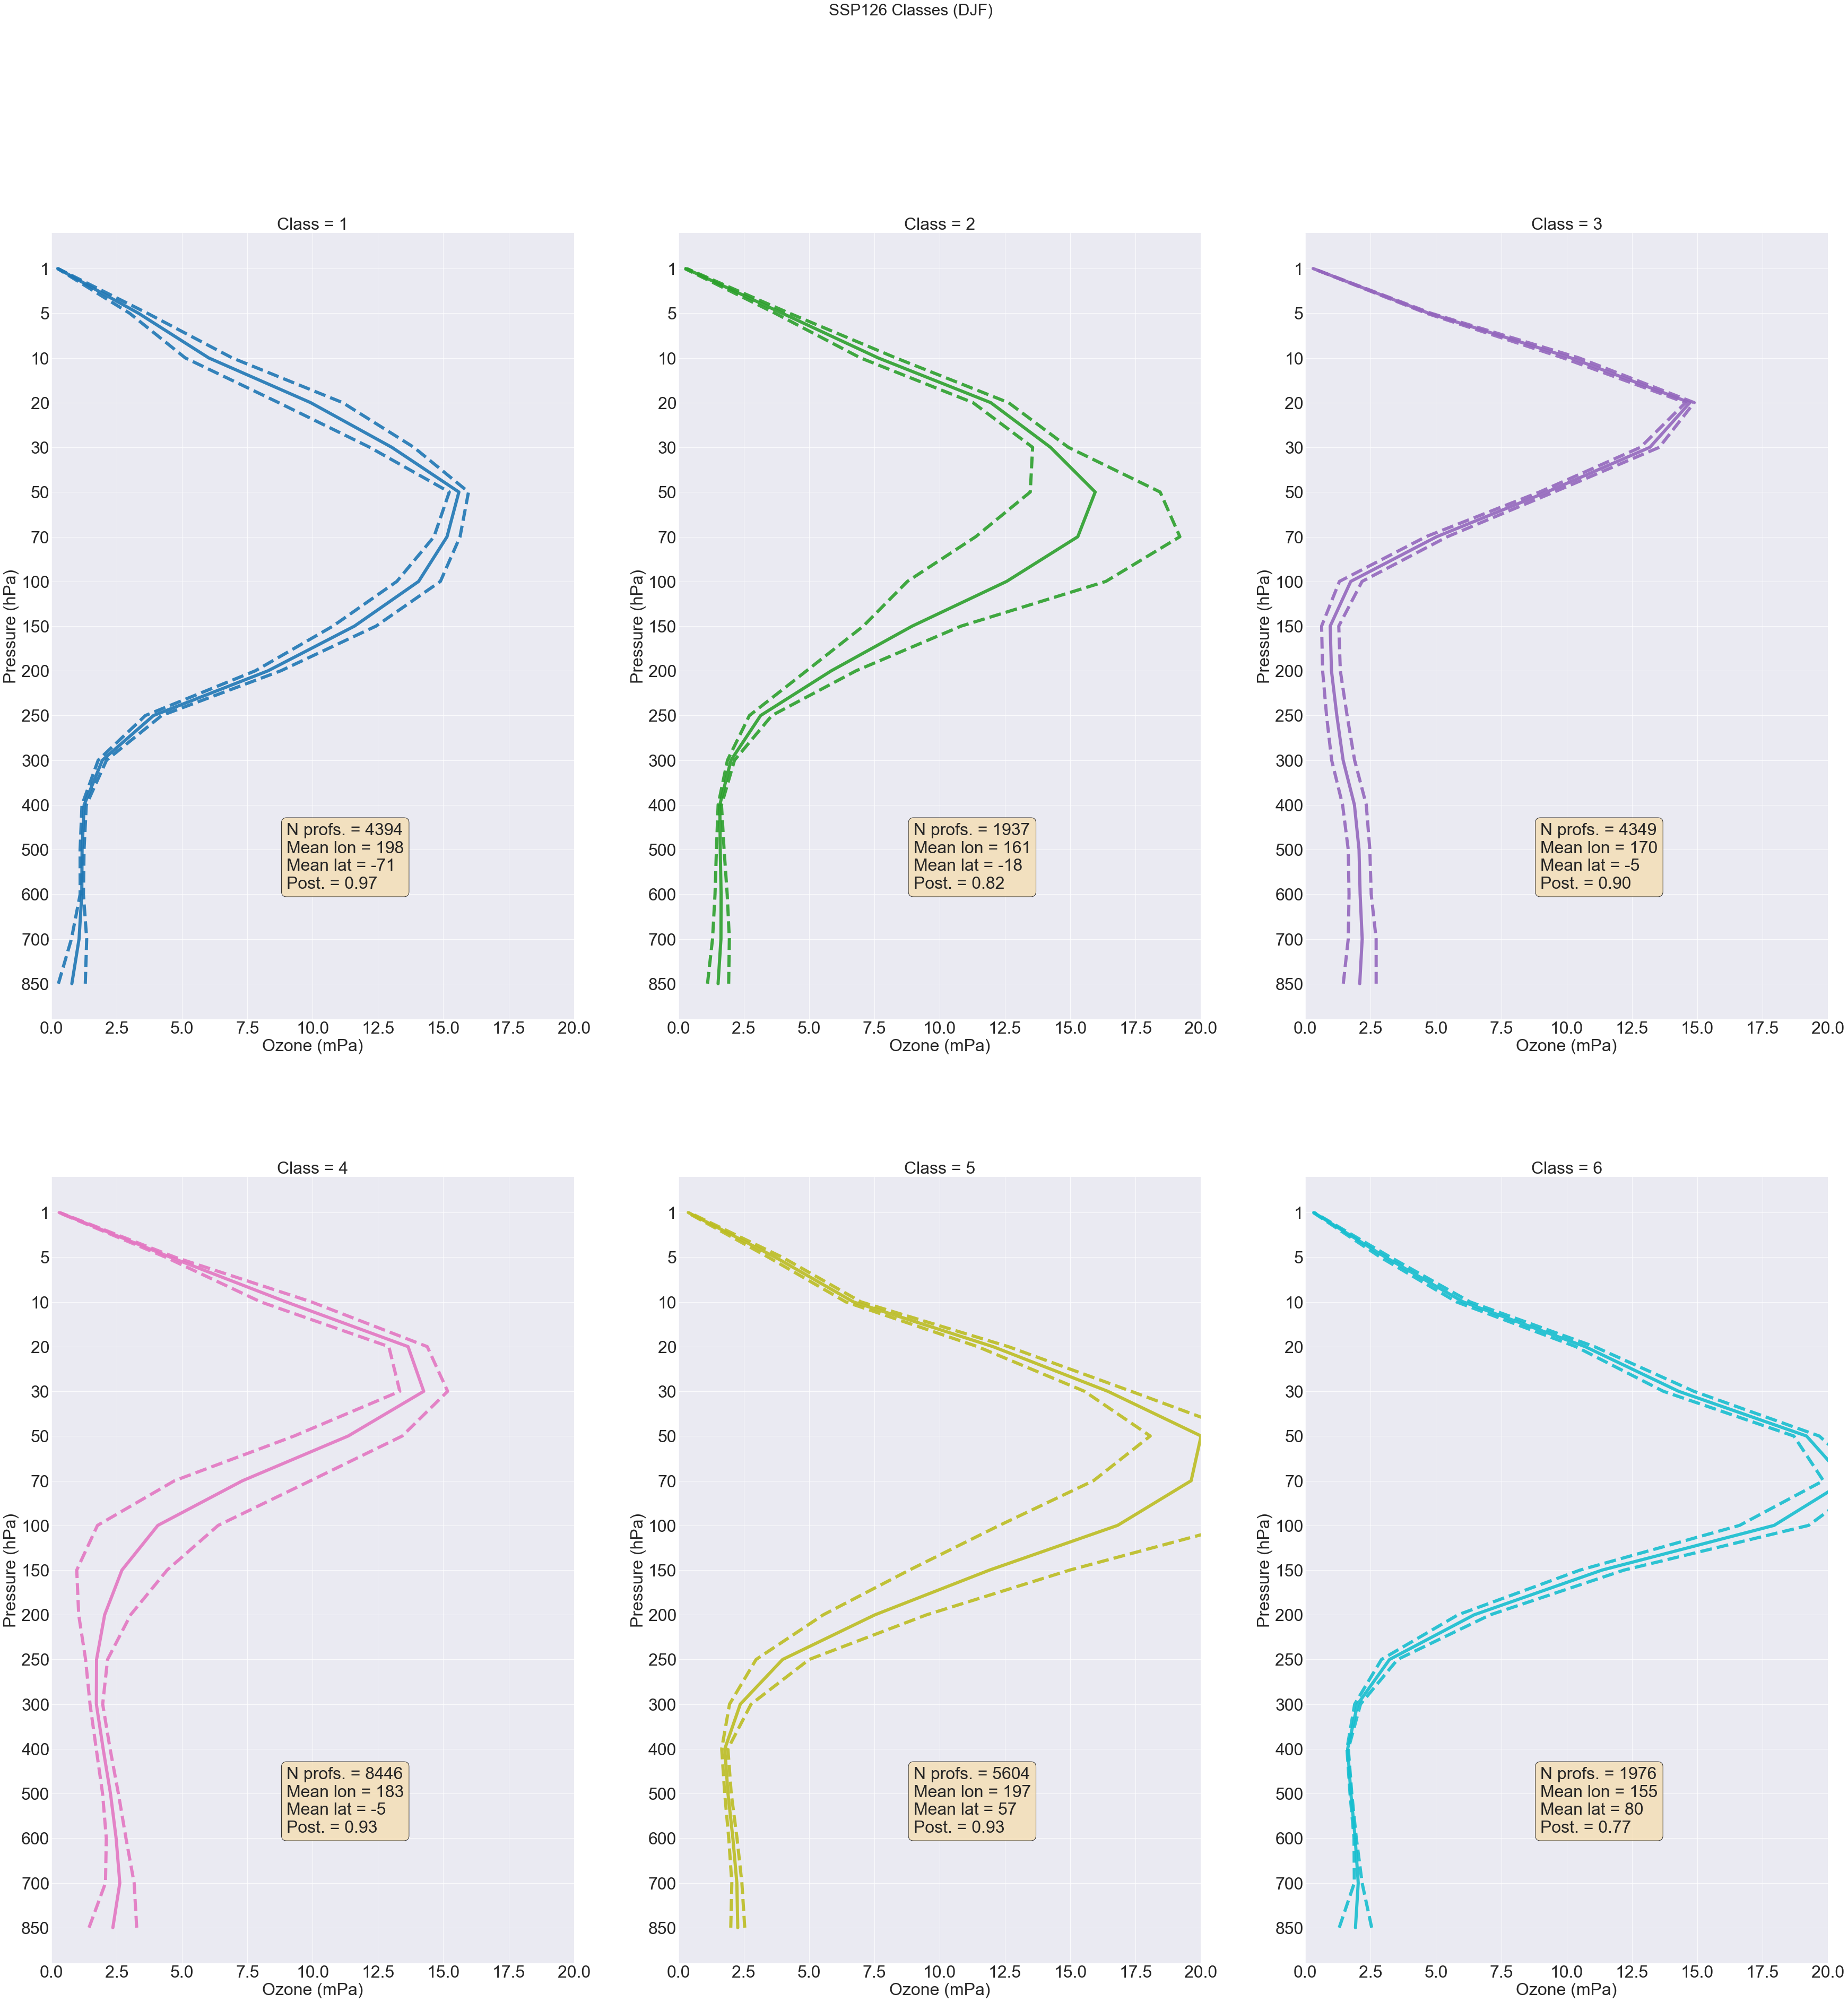 SSP126 Classes (DJF)
Class = 1
1
5
10
20
30
50
70
100
150
200
250
300
400
500
600
700
850
Pressure (hPa)
N profs. = 4394
Mean lon = 198
Mean lat = -71
Post. = 0.97
0.0 2.5 5.0 7.5 10.0 12.5 15.0 17.5 20.0
Ozone (mPa)
Class = 2
1
5
10
20
30
50
70
100
150
200
250
300
400
500
600
700
850
Pressure (hPa)
N profs. = 1937
Mean lon = 161
Mean lat = -18
Post. = 0.82
0.0 2.5 5.0 7.5 10.0 12.5 15.0 17.5 20.0
Ozone (mPa)
Class = 3
1
5
10
20
30
50
70
100
150
200
250
300
400
500
600
700
850
Pressure (hPa)
N profs. = 4349
Mean lon = 170
Mean lat = -5
Post. = 0.90
0.0 2.5 5.0 7.5 10.0 12.5 15.0 17.5 20.0
Ozone (mPa)
Class = 4
1
5
10
20
30
50
70
100
150
200
250
300
400
500
600
700
850
Pressure (hPa)
N profs. = 8446
Mean lon = 183
Mean lat = -5
Post. = 0.93
0.0 2.5 5.0 7.5 10.0 12.5 15.0 17.5 20.0
Ozone (mPa)
Class = 5
1
5
10
20
30
50
70
100
150
200
250
300
400
500
600
700
850
Pressure (hPa)
N profs. = 5604
Mean lon = 197
Mean lat = 57
Post. = 0.93
0.0 2.5 5.0 7.5 10.0 12.5 15.0 17.5 20.0
Ozone (mPa)
Class = 6
1
5
10
20
30
50
70
100
150
200
250
300
400
500
600
700
850
Pressure (hPa)
N profs. = 1976
Mean lon = 155
Mean lat = 80
Post. = 0.77
0.0 2.5 5.0 7.5 10.0 12.5 15.0 17.5 20.0
Ozone (mPa)